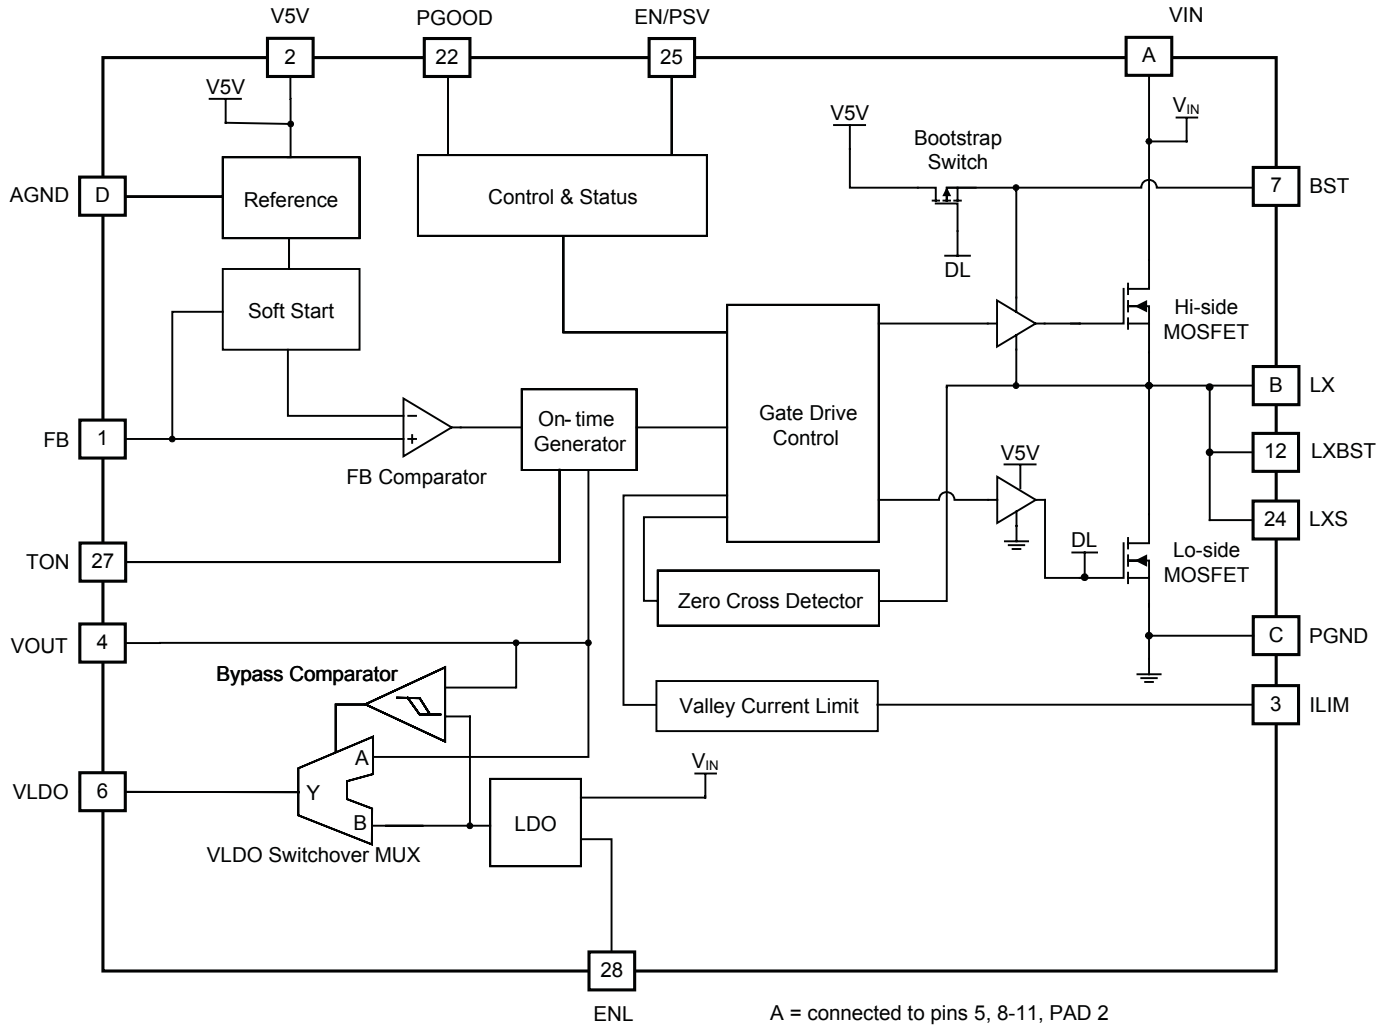 V5V
PGOOD
EN/PSV
VIN
2
22
25
A
V5V
V5V
VIN
Bootstrap
Switch
AGND
D
Reference
Control & Status
7
BST
DL
Soft Start
Hi-side
MOSFET
B
LX
On-time
Generator
Gate Drive
Control
FB
1
−
+
FB Comparator
12
LXBST
V5V
24
LXS
TON
27
DL
Lo-side
MOSFET
Zero Cross Detector
VOUT
4
C
PGND
Bypass Comparator
Valley Current Limit
3
ILIM
A
VIN
VLDO
6
Y
B
LDO
VLDO Switchover MUX
28
ENL
A = connected to pins 5, 8-11, PAD 2